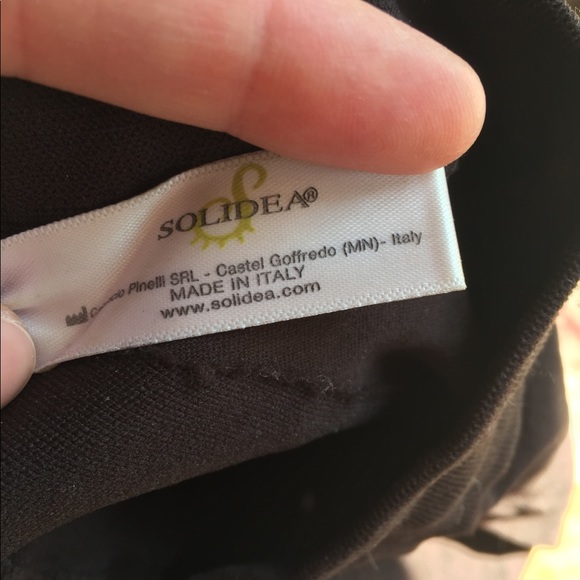 SOLIDEA®
Pinelli SRL - Castel Goffredo (MN)- Italy
MADE IN ITALY
www.solidea.com